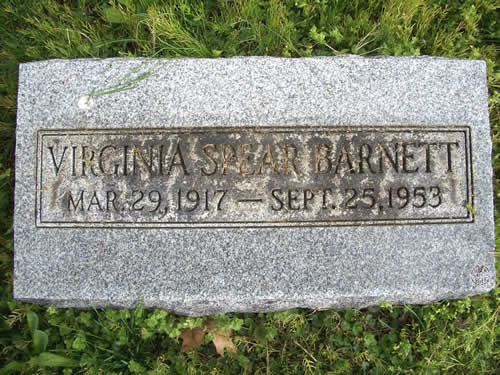 VIRGINIA SPEAR BARNETT
MAR. 29, 1917 — SEPT. 25, 1953